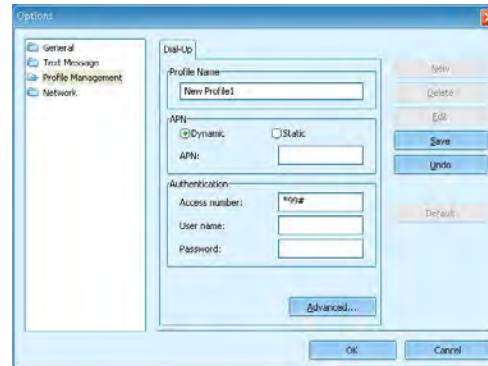 Options
General
Text Message
Profile Management
Network
Dial-Up
Profile Name
New Profile1
APN
Dynamic
Static
APN:
Authentication
Access number:
*99#
User name:
Password:
Advanced...
New
Delete
Edit
Save
Undo
Default
OK
Cancel